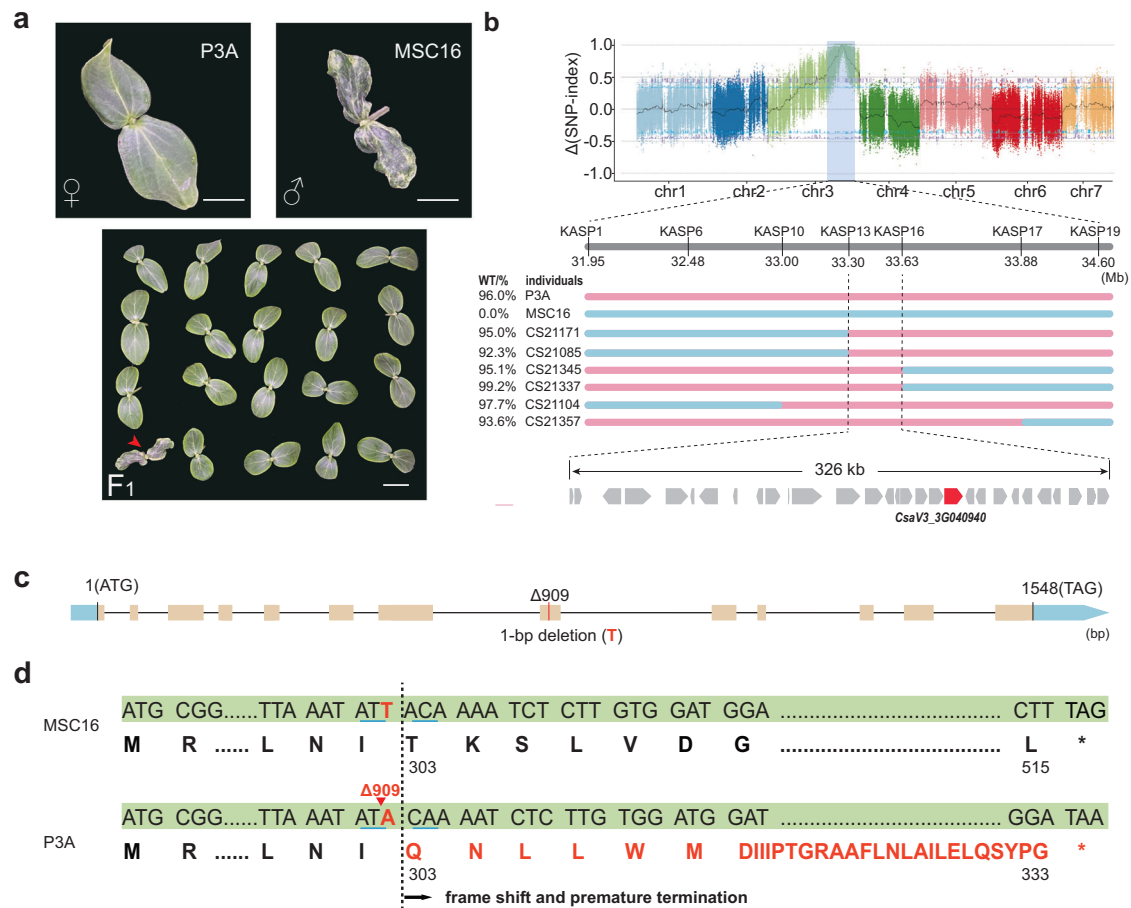 a
P3A
♀
MSC16
♂
F1
b
Δ(SNP-index)
1.0
0.5
0.0
-0.5
-1.0
chr1 chr2 chr3 chr4 chr5 chr6 chr7
KASP1 KASP6 KASP10 KASP13 KASP16 KASP17 KASP19
31.95 32.48 33.00 33.30 33.63 33.88 34.60
(Mb)
WT/% individuals
96.0% P3A
0.0% MSC16
95.0% CS21171
92.3% CS21085
95.1% CS21345
99.2% CS21337
97.7% CS21104
93.6% CS21357
326 kb
CsaV3_3G040940
c
1(ATG) Δ909 1548(TAG)
1-bp deletion (T) (bp)
d
MSC16
ATG CGG......TTA AAT ATT ACA AAA TCT CTT GTG GAT GGA ........................................ CTT TAG
M R ...... L N I T K S L V D G ........................................ L *
303 515
Δ909
P3A
ATG CGG......TTA AAT ATA CAA AAT CTC TTG TGG ATG GAT ........................................ GGA TAA
M R ...... L N I Q N L L W M DIIIPTGRAAFLNLAILELQSYPG *
303 333
frame shift and premature termination